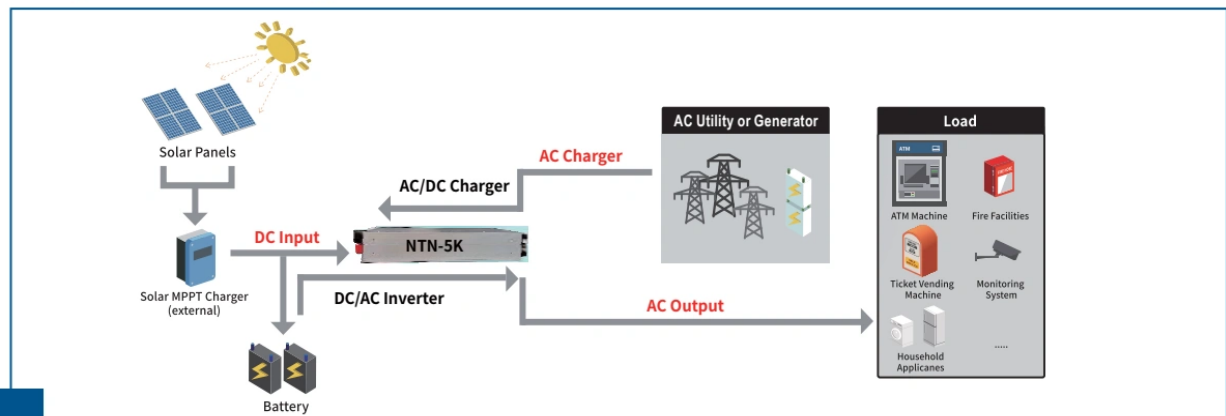 AC Utility or Generator
Load
ATM
Solar Panels
AC Charger
AC/DC Charger
ATM Machine
Fire Facilities
DC Input
NTN-5K
Solar MPPT Charger
(external)
DC/AC Inverter
Ticket Vending
Machine
Monitoring
System
AC Output
Household
Applicanes
.....
Battery